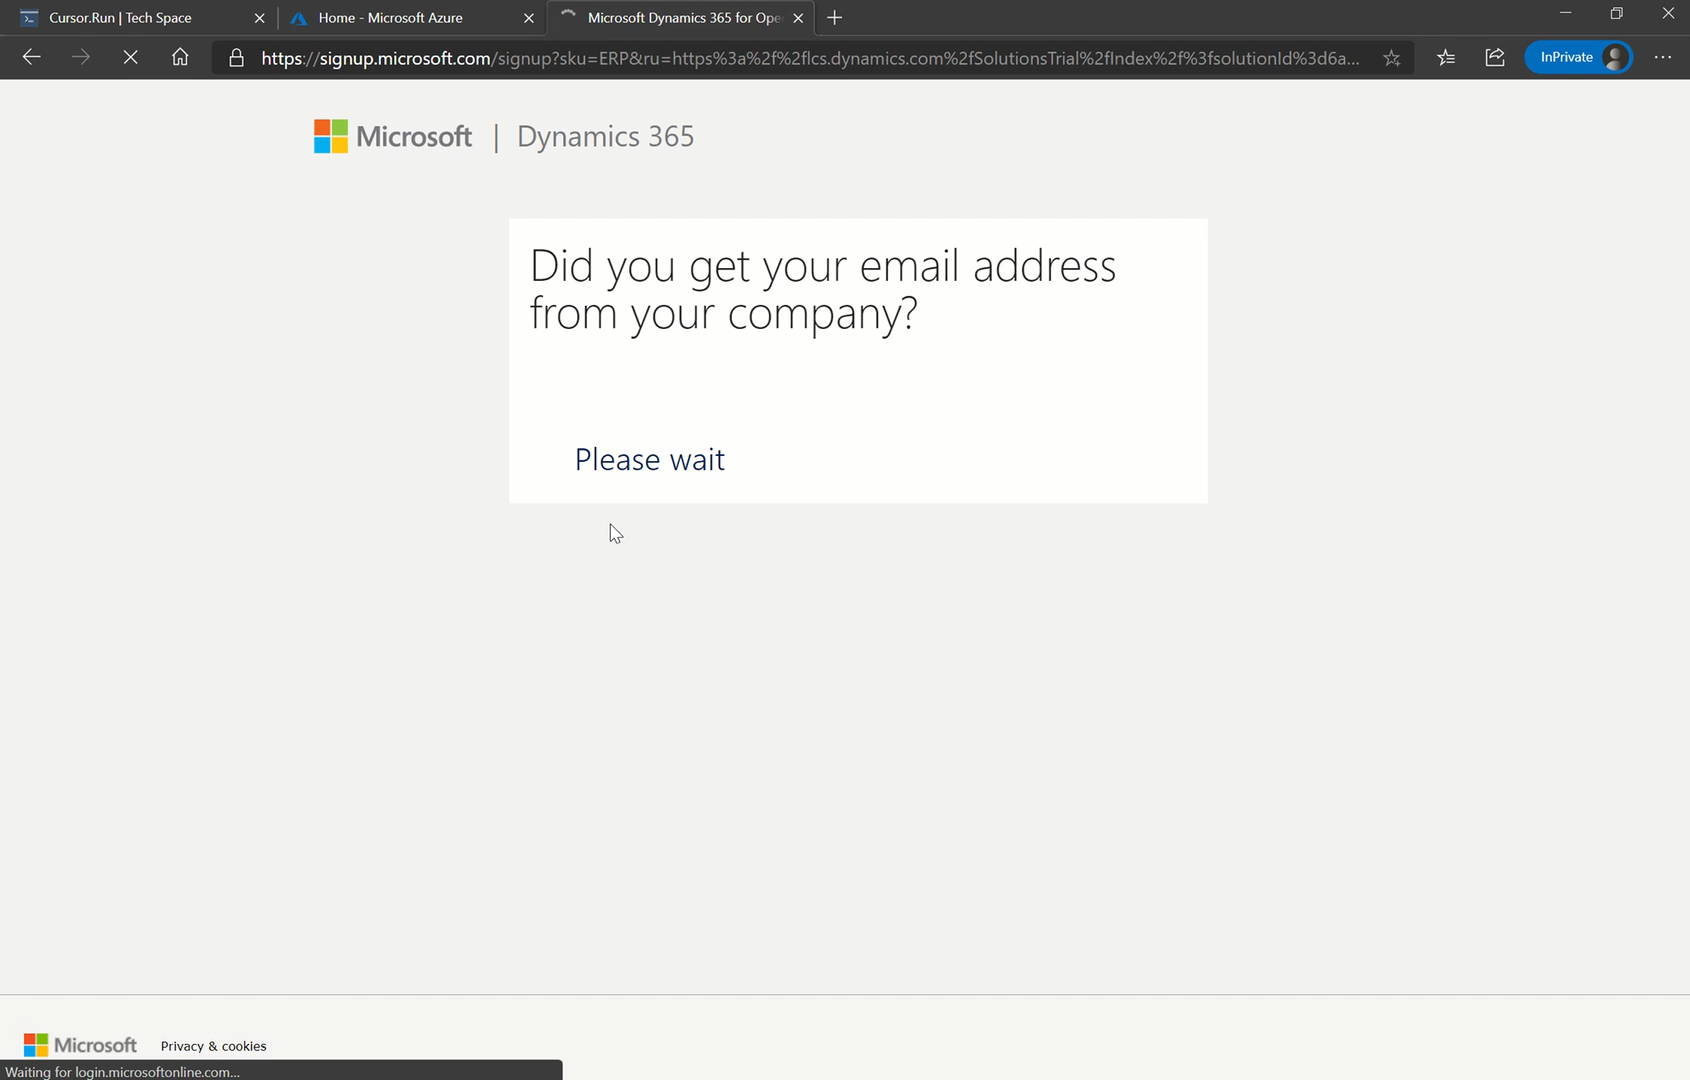 Cursor.Run | Tech Space
Home - Microsoft Azure
Microsoft Dynamics 365 for Ope
https://signup.microsoft.com/signup?sku=ERP&ru=https%3a%2f%2flcs.dynamics.com%2fSolutionsTrial%2fIndex%2f%3fsolutionId%3d6a...
InPrivate
Microsoft | Dynamics 365
Did you get your email address
from your company?
Please wait
Microsoft
Privacy & cookies
Waiting for login.microsoftonline.com...